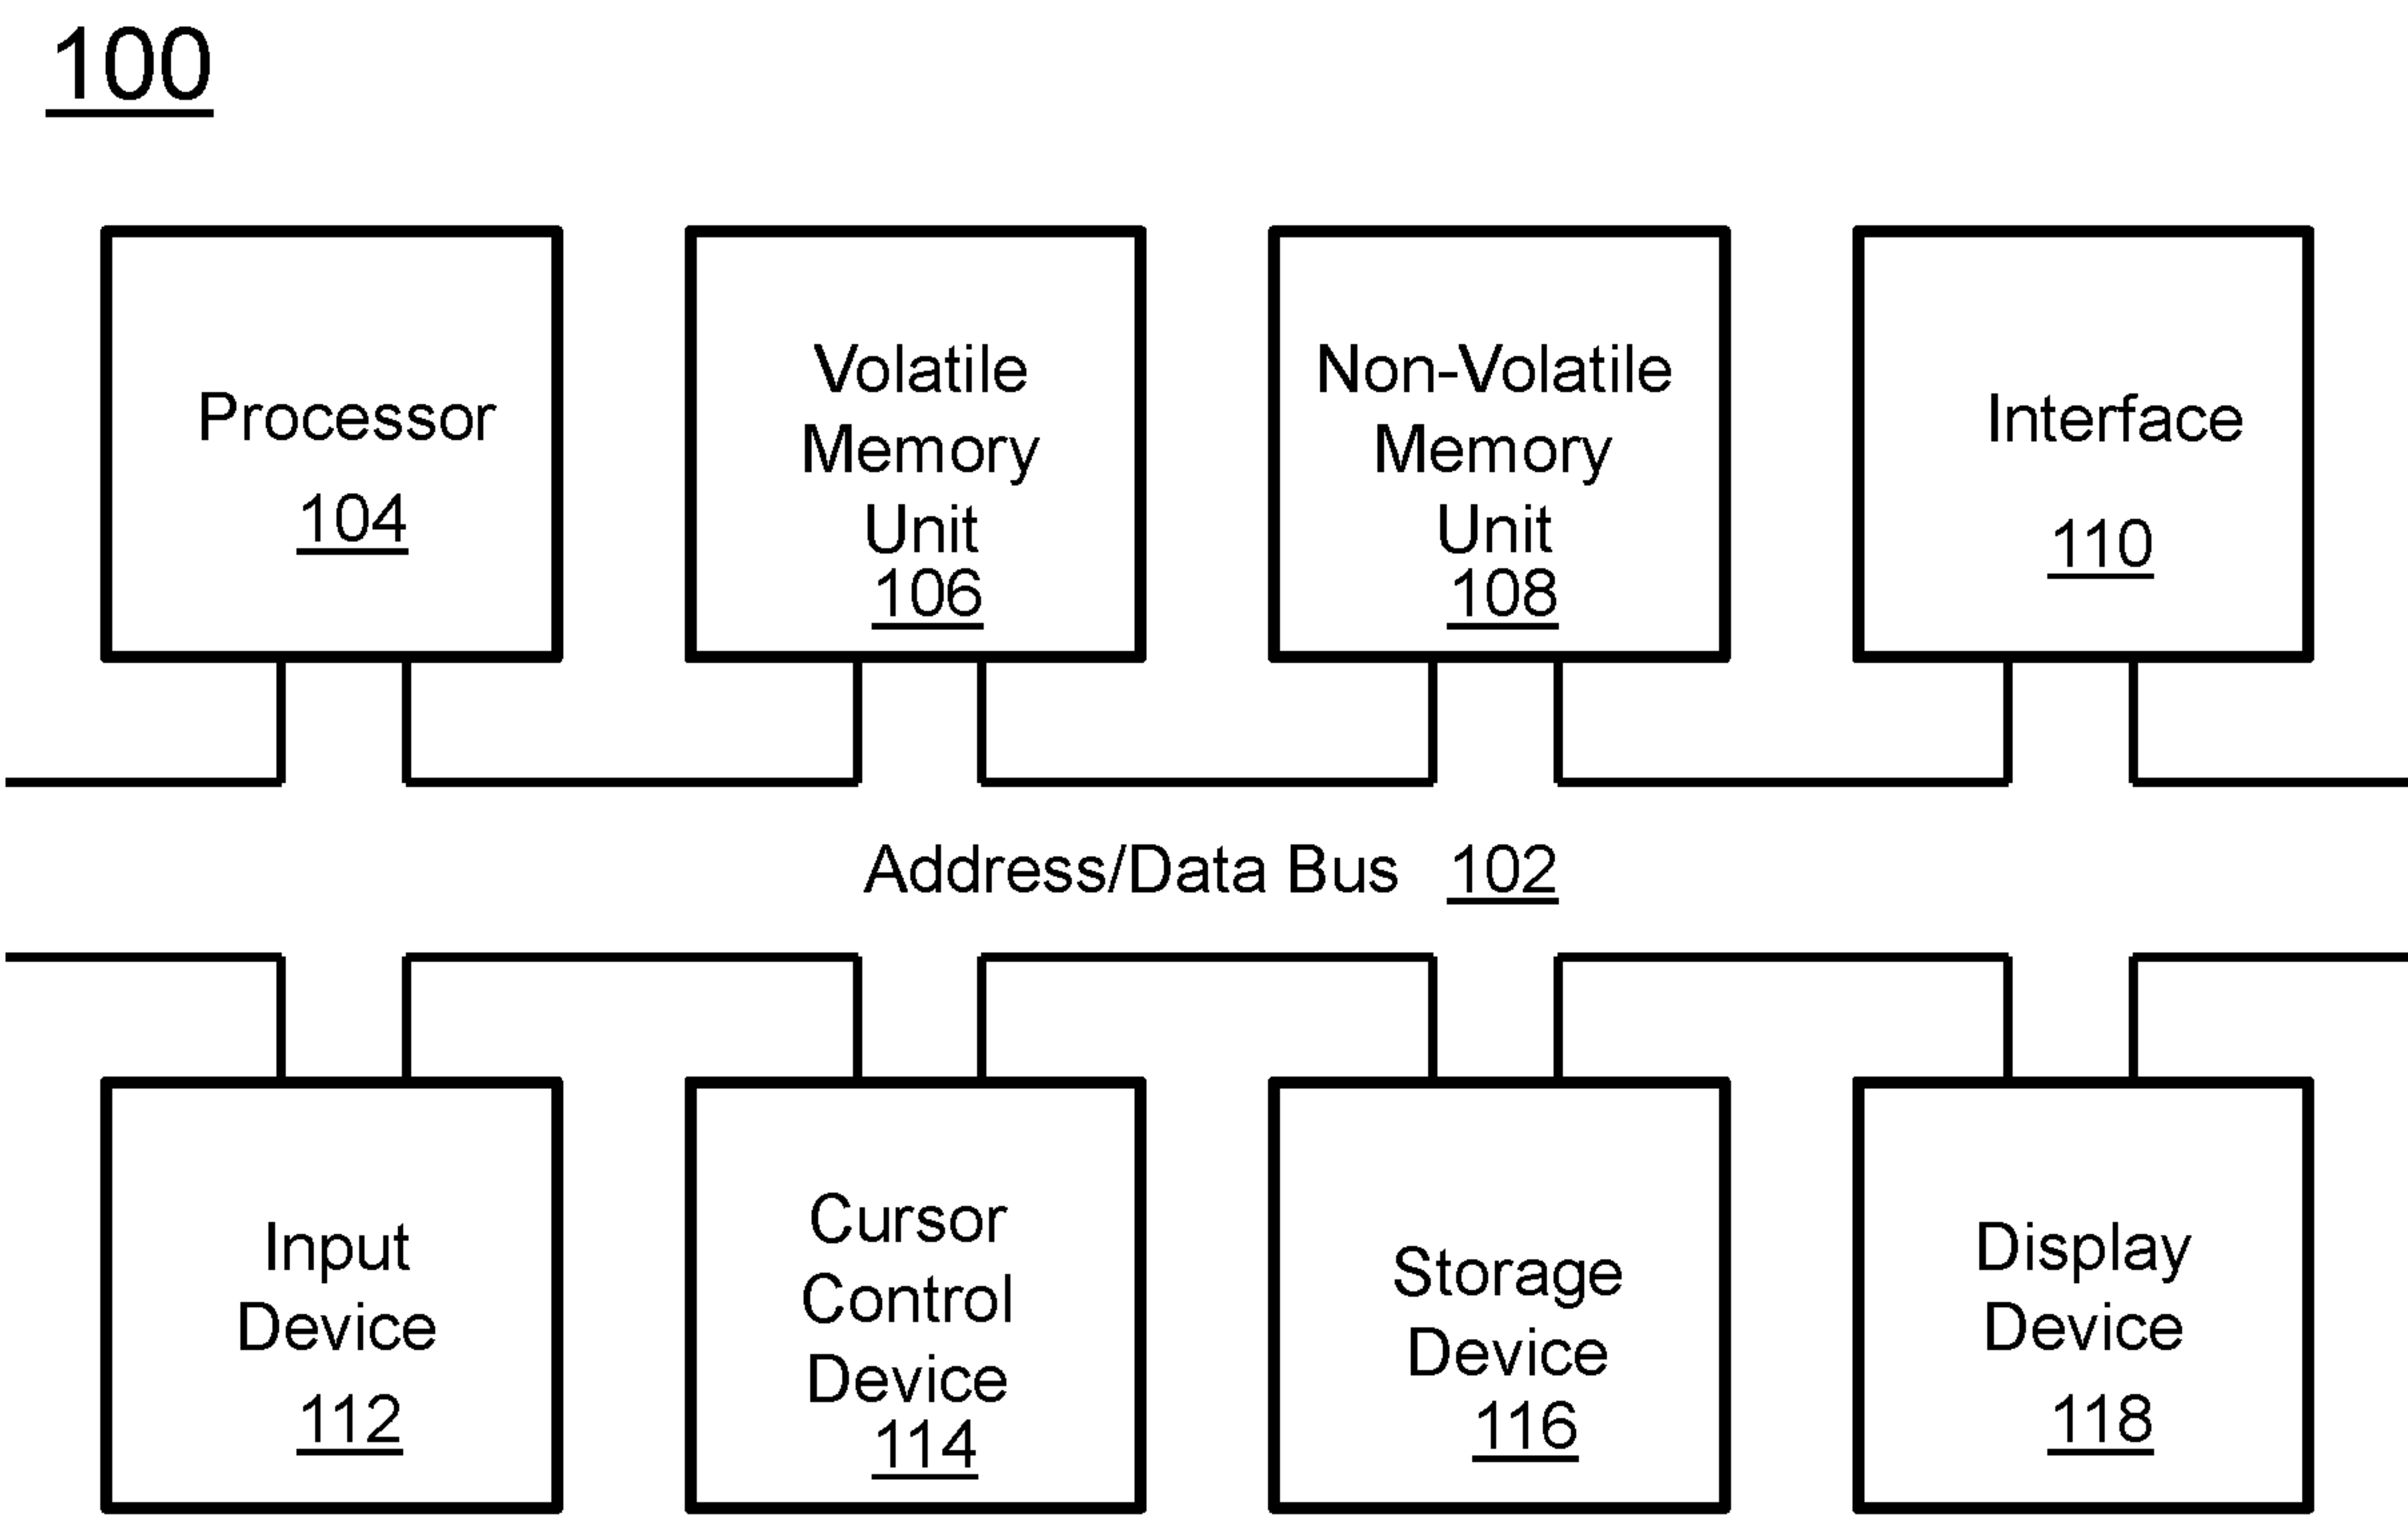 100
Processor
104
Volatile
Memory
Unit
106
Non-Volatile
Memory
Unit
108
Interface
110
Address/Data Bus 102
Input
Device
112
Cursor
Control
Device
114
Storage
Device
116
Display
Device
118